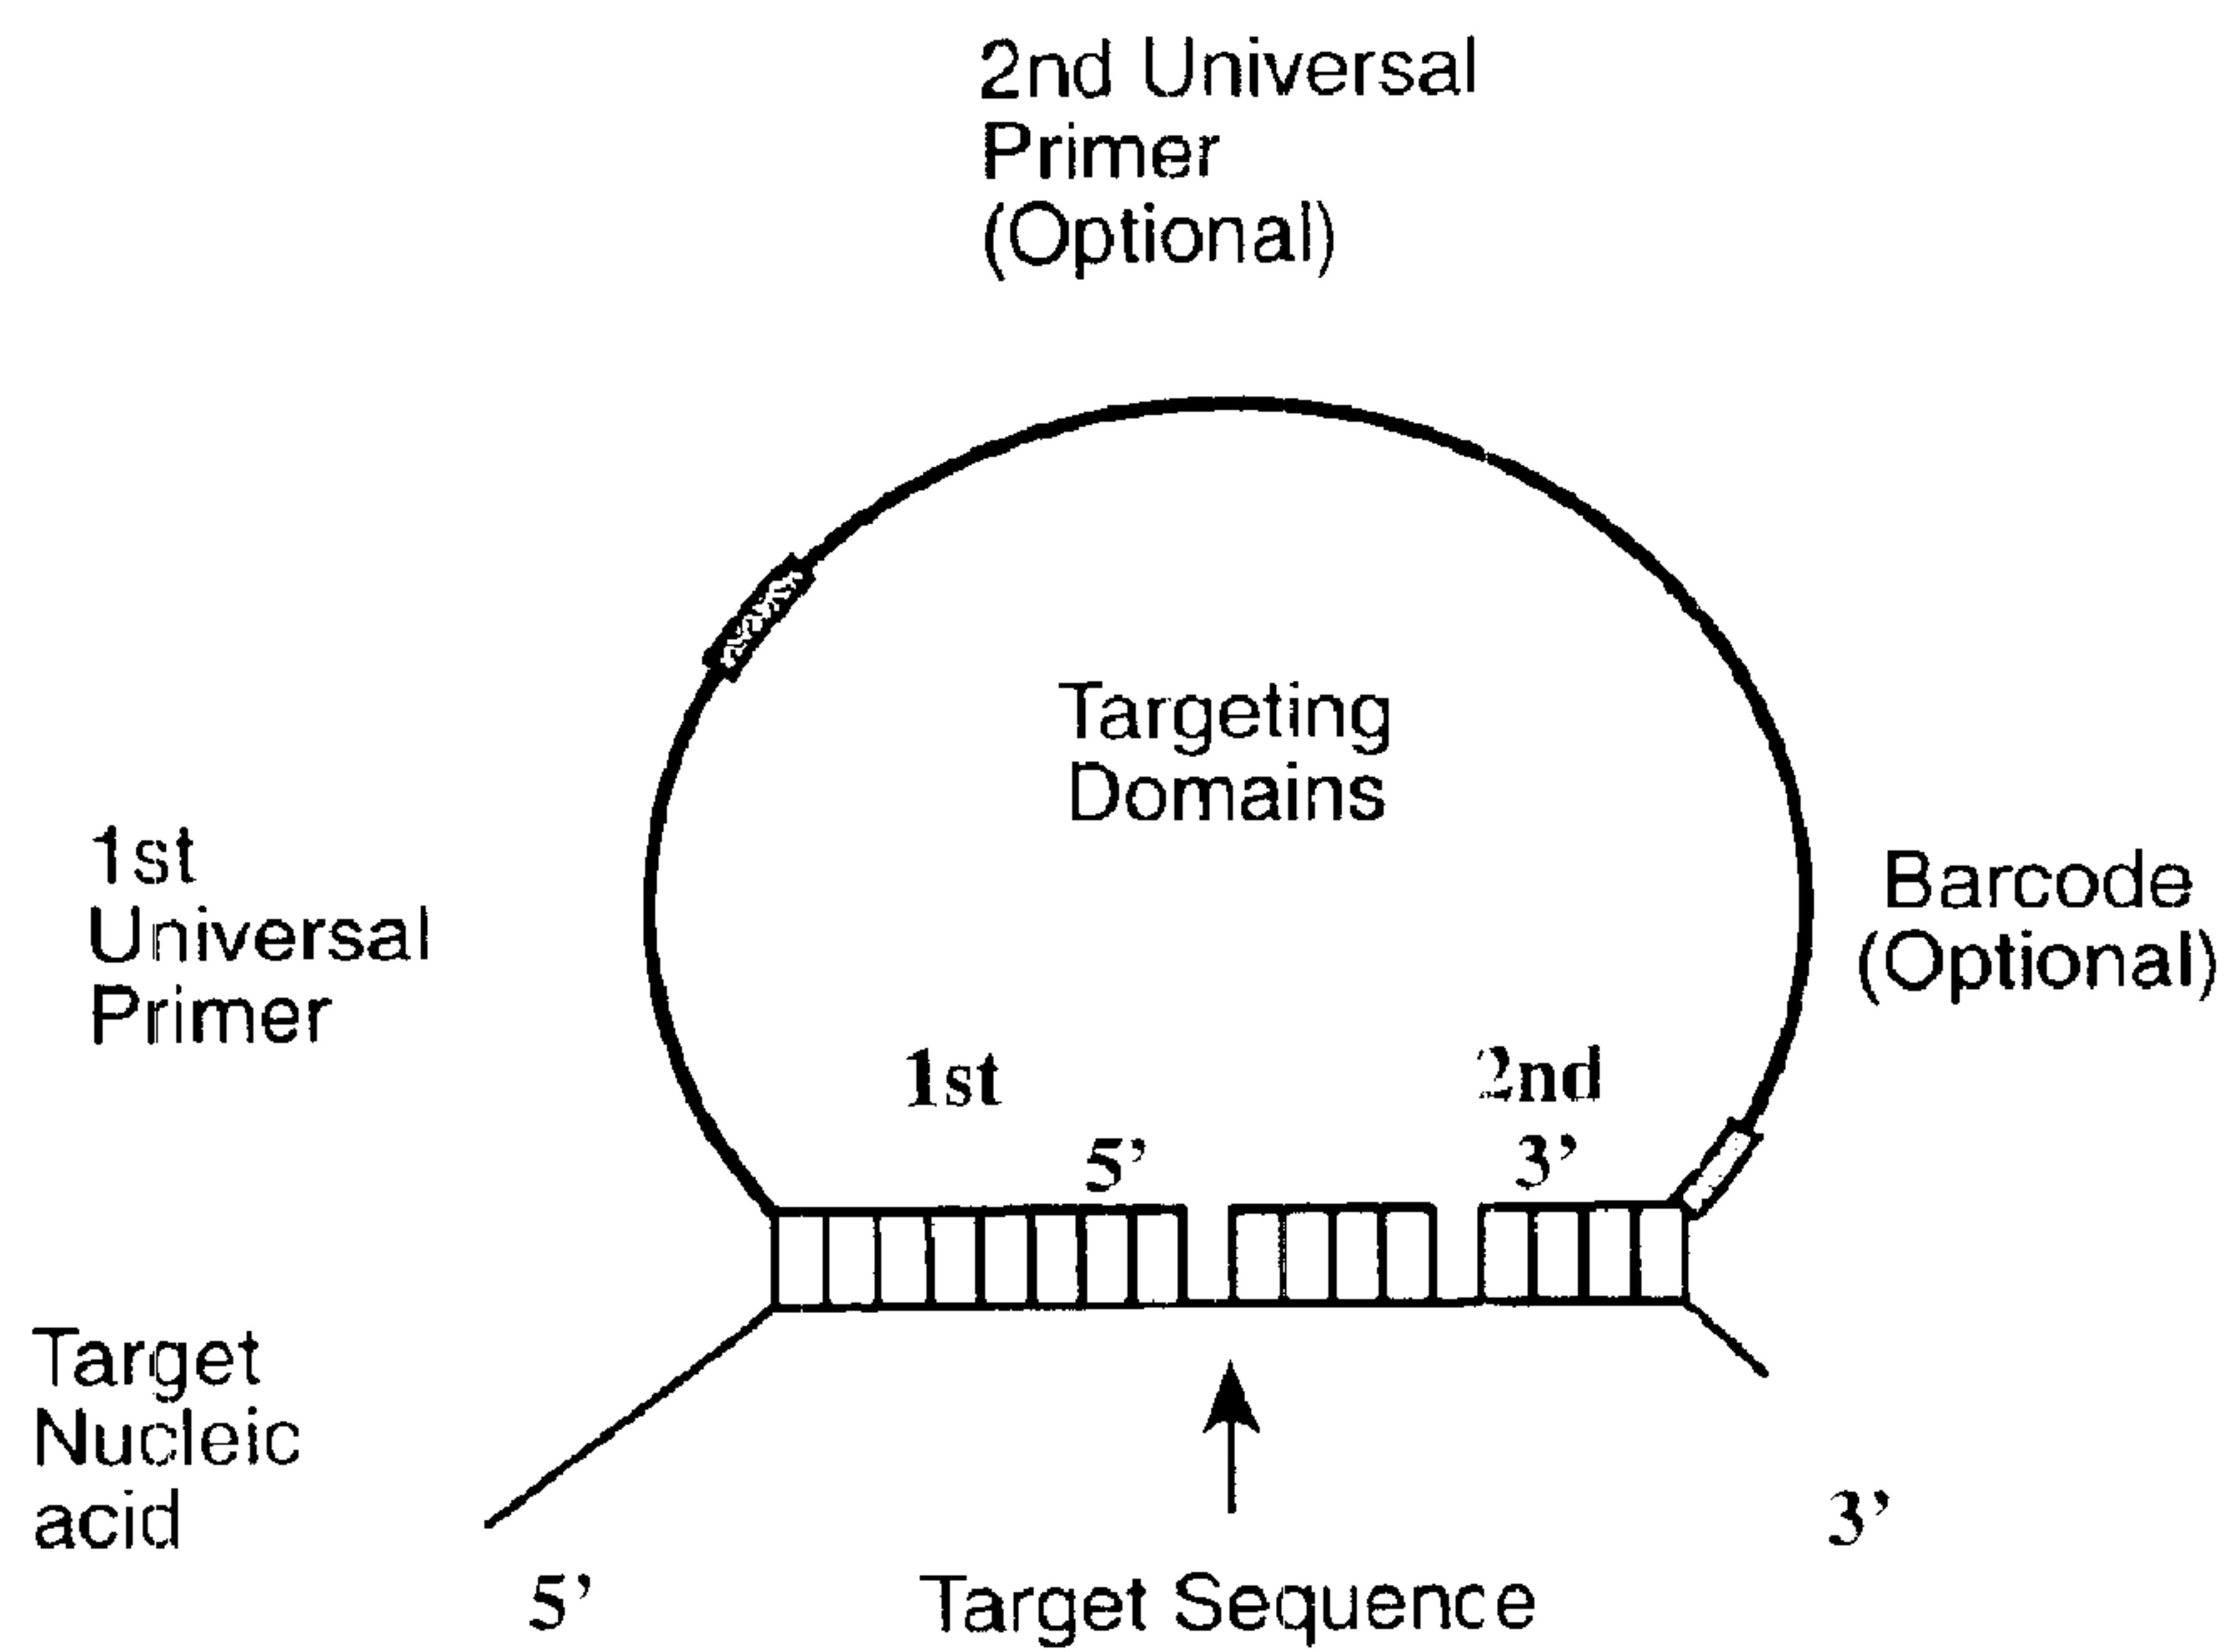 2nd Universal
Primer
(Optional)
Targeting
Domains
1st
Universal
Primer
Barcode
(Optional)
1st
2nd
5’
3’
Target
Nucleic
acid
5’
Target Sequence
3’